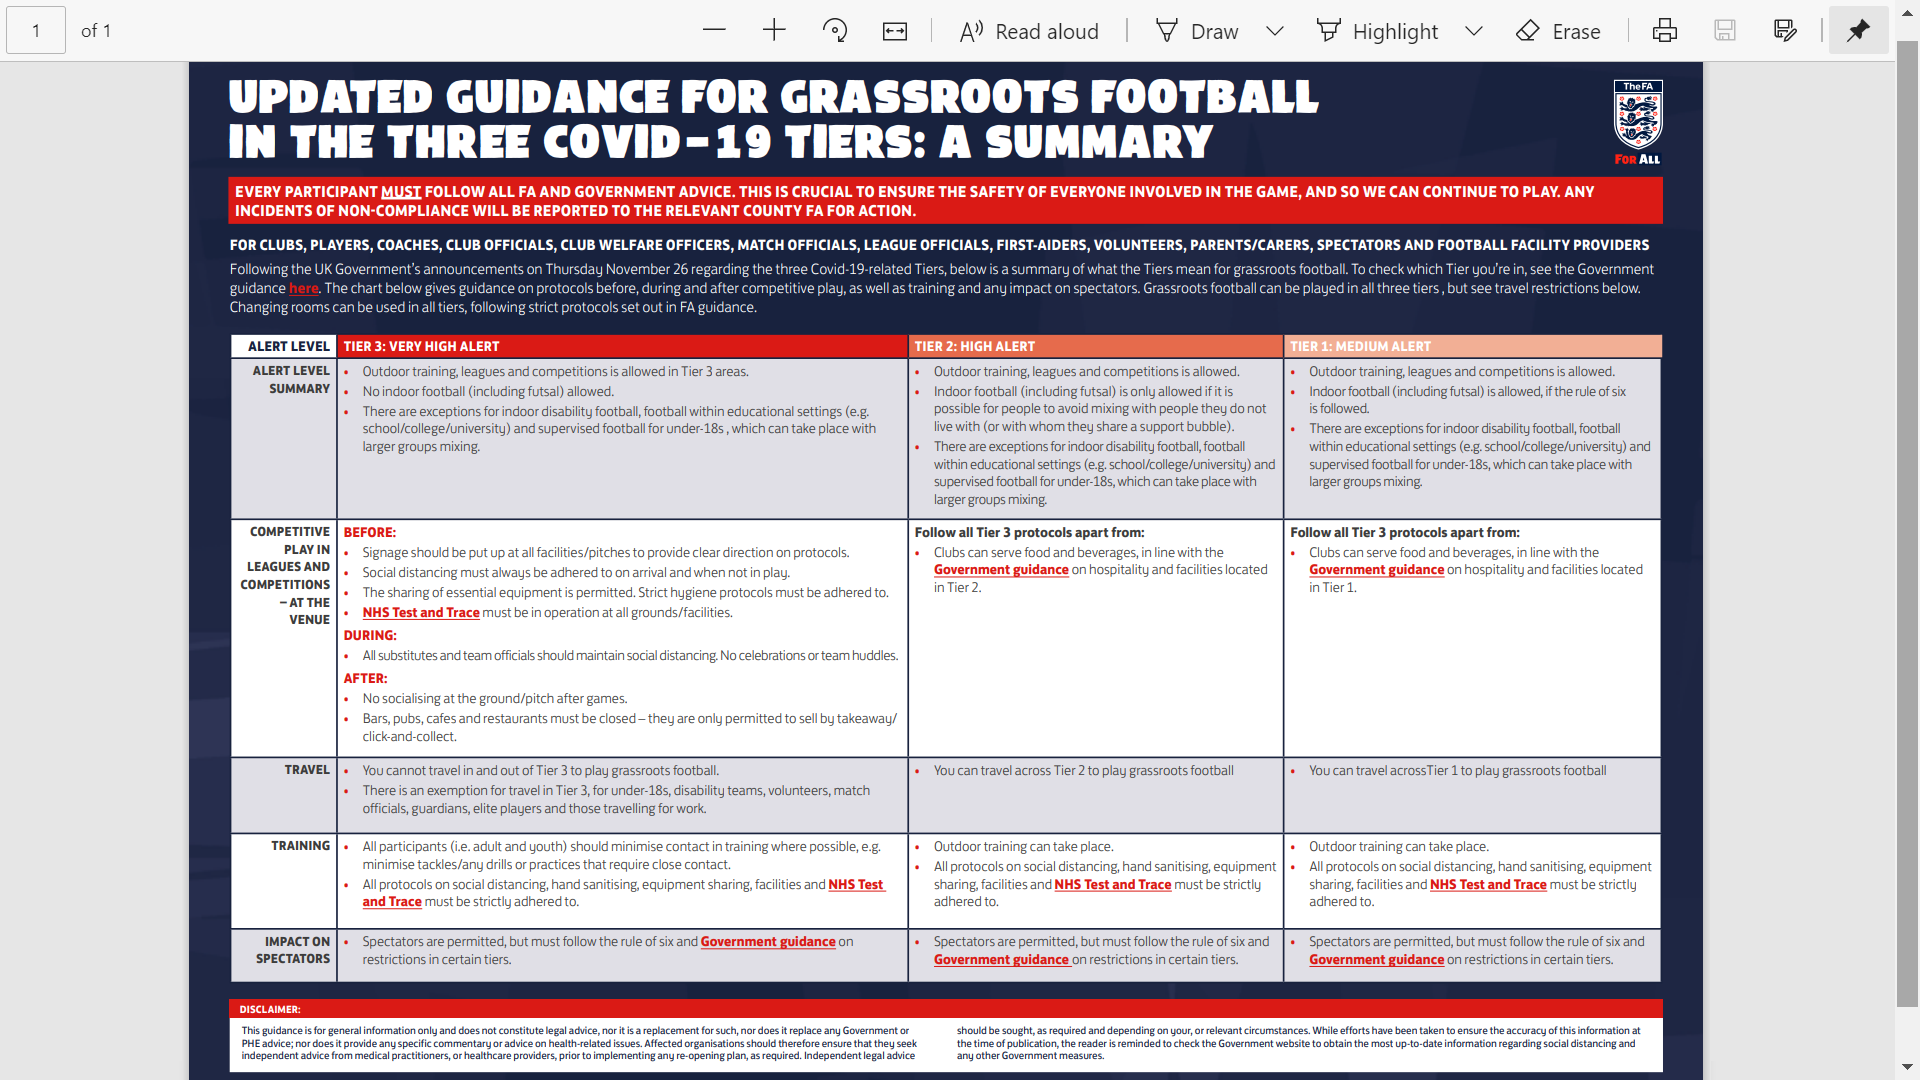 1 of 1 Read aloud Draw Highlight Erase
UPDATED GUIDANCE FOR GRASSROOTS FOOTBALL
IN THE THREE COVID-19 TIERS: A SUMMARY
TheFA
FOR ALL
EVERY PARTICIPANT MUST FOLLOW ALL FA AND GOVERNMENT ADVICE. THIS IS CRUCIAL TO ENSURE THE SAFETY OF EVERYONE INVOLVED IN THE GAME, AND SO WE CAN CONTINUE TO PLAY. ANY
INCIDENTS OF NON-COMPLIANCE WILL BE REPORTED TO THE RELEVANT COUNTY FA FOR ACTION.
FOR CLUBS, PLAYERS, COACHES, CLUB OFFICIALS, CLUB WELFARE OFFICERS, MATCH OFFICIALS, LEAGUE OFFICIALS, FIRST-AIDERS, VOLUNTEERS, PARENTS/CARERS, SPECTATORS AND FOOTBALL FACILITY PROVIDERS
Following the UK Government's announcements on Thursday November 26 regarding the three Covid-19-related Tiers, below is a summary of what the Tiers mean for grassroots football. To check which Tier you're in, see the Government
guidance here. The chart below gives guidance on protocols before, during and after competitive play, as well as training and any impact on spectators. Grassroots football can be played in all three tiers , but see travel restrictions below.
Changing rooms can be used in all tiers, following strict protocols set out in FA guidance.
ALERT LEVEL
TIER 3: VERY HIGH ALERT
TIER 2: HIGH ALERT
TIER 1: MEDIUM ALERT
ALERT LEVEL
SUMMARY
• Outdoor training, leagues and competitions is allowed in Tier 3 areas.
• No indoor football (including futsal) allowed.
• There are exceptions for indoor disability football, football within educational settings (e.g.
school/college/university) and supervised football for under-18s , which can take place with
larger groups mixing.
• Outdoor training, leagues and competitions is allowed.
• Indoor football (including futsal) is only allowed if it is
possible for people to avoid mixing with people they do not
live with (or with whom they share a support bubble).
• There are exceptions for indoor disability football, football
within educational settings (e.g. school/college/university) and
supervised football for under-18s, which can take place with
larger groups mixing.
• Outdoor training, leagues and competitions is allowed.
• Indoor football (including futsal) is allowed, if the rule of six
is followed.
• There are exceptions for indoor disability football, football
within educational settings (e.g. school/college/university) and
supervised football for under-18s, which can take place with
larger groups mixing.
COMPETITIVE
PLAY IN
LEAGUES AND
COMPETITIONS
– AT THE
VENUE
BEFORE:
• Signage should be put up at all facilities/pitches to provide clear direction on protocols.
• Social distancing must always be adhered to on arrival and when not in play.
• The sharing of essential equipment is permitted. Strict hygiene protocols must be adhered to.
• NHS Test and Trace must be in operation at all grounds/facilities.
DURING:
• All substitutes and team officials should maintain social distancing. No celebrations or team huddles.
AFTER:
• No socialising at the ground/pitch after games.
• Bars, pubs, cafes and restaurants must be closed – they are only permitted to sell by takeaway/
click-and-collect.
Follow all Tier 3 protocols apart from:
• Clubs can serve food and beverages, in line with the
Government guidance on hospitality and facilities located
in Tier 2.
Follow all Tier 3 protocols apart from:
• Clubs can serve food and beverages, in line with the
Government guidance on hospitality and facilities located
in Tier 1.
TRAVEL
• You cannot travel in and out of Tier 3 to play grassroots football.
• There is an exemption for travel in Tier 3, for under-18s, disability teams, volunteers, match
officials, guardians, elite players and those travelling for work.
• You can travel across Tier 2 to play grassroots football
• You can travel acrossTier 1 to play grassroots football
TRAINING
• All participants (i.e. adult and youth) should minimise contact in training where possible, e.g.
minimise tackles/any drills or practices that require close contact.
• All protocols on social distancing, hand sanitising, equipment sharing, facilities and NHS Test
and Trace must be strictly adhered to.
• Outdoor training can take place.
• All protocols on social distancing, hand sanitising, equipment
sharing, facilities and NHS Test and Trace must be strictly
adhered to.
• Outdoor training can take place.
• All protocols on social distancing, hand sanitising, equipment
sharing, facilities and NHS Test and Trace must be strictly
adhered to.
IMPACT ON
SPECTATORS
• Spectators are permitted, but must follow the rule of six and Government guidance on
restrictions in certain tiers.
• Spectators are permitted, but must follow the rule of six and
Government guidance on restrictions in certain tiers.
• Spectators are permitted, but must follow the rule of six and
Government guidance on restrictions in certain tiers.
DISCLAIMER:
This guidance is for general information only and does not constitute legal advice, nor it is a replacement for such, nor does it replace any Government or
PHE advice; nor does it provide any specific commentary or advice on health-related issues. Affected organisations should therefore ensure that they seek
independent advice from medical practitioners, or healthcare providers, prior to implementing any re-opening plan, as required. Independent legal advice
should be sought, as required and depending on your, or relevant circumstances. While efforts have been taken to ensure the accuracy of this information at
the time of publication, the reader is reminded to check the Government website to obtain the most up-to-date information regarding social distancing and
any other Government measures.